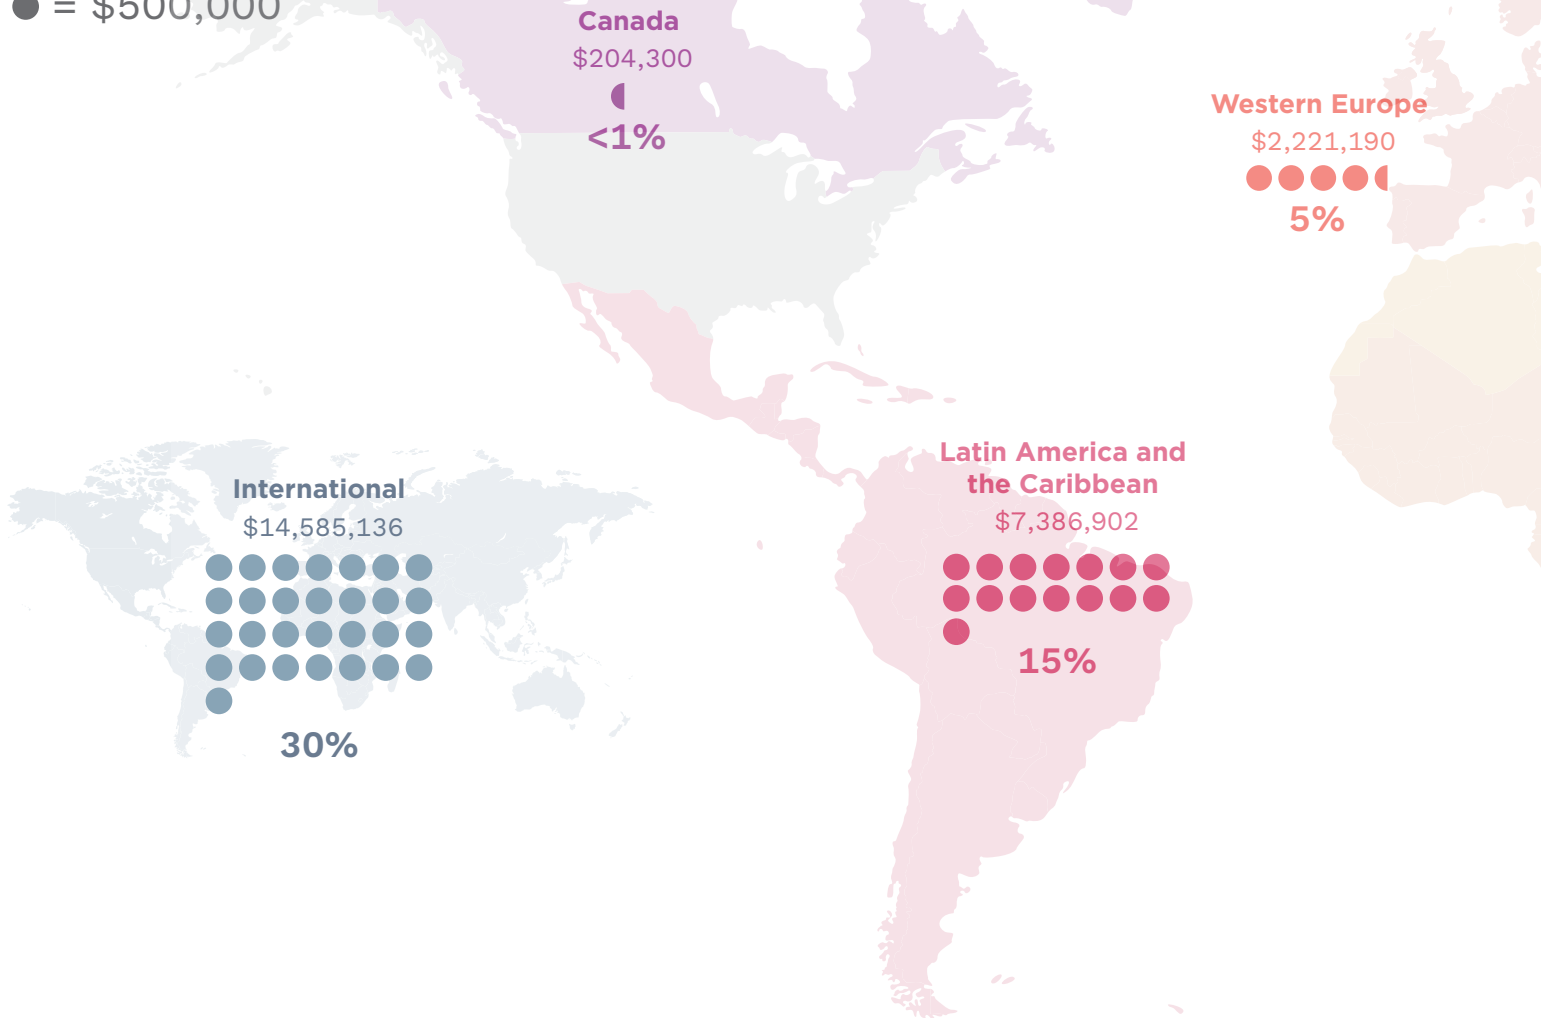 = $500,000
Canada
$204,300
<1%
Western Europe
$2,221,190
5%
International
$14,585,136
30%
Latin America and
the Caribbean
$7,386,902
15%